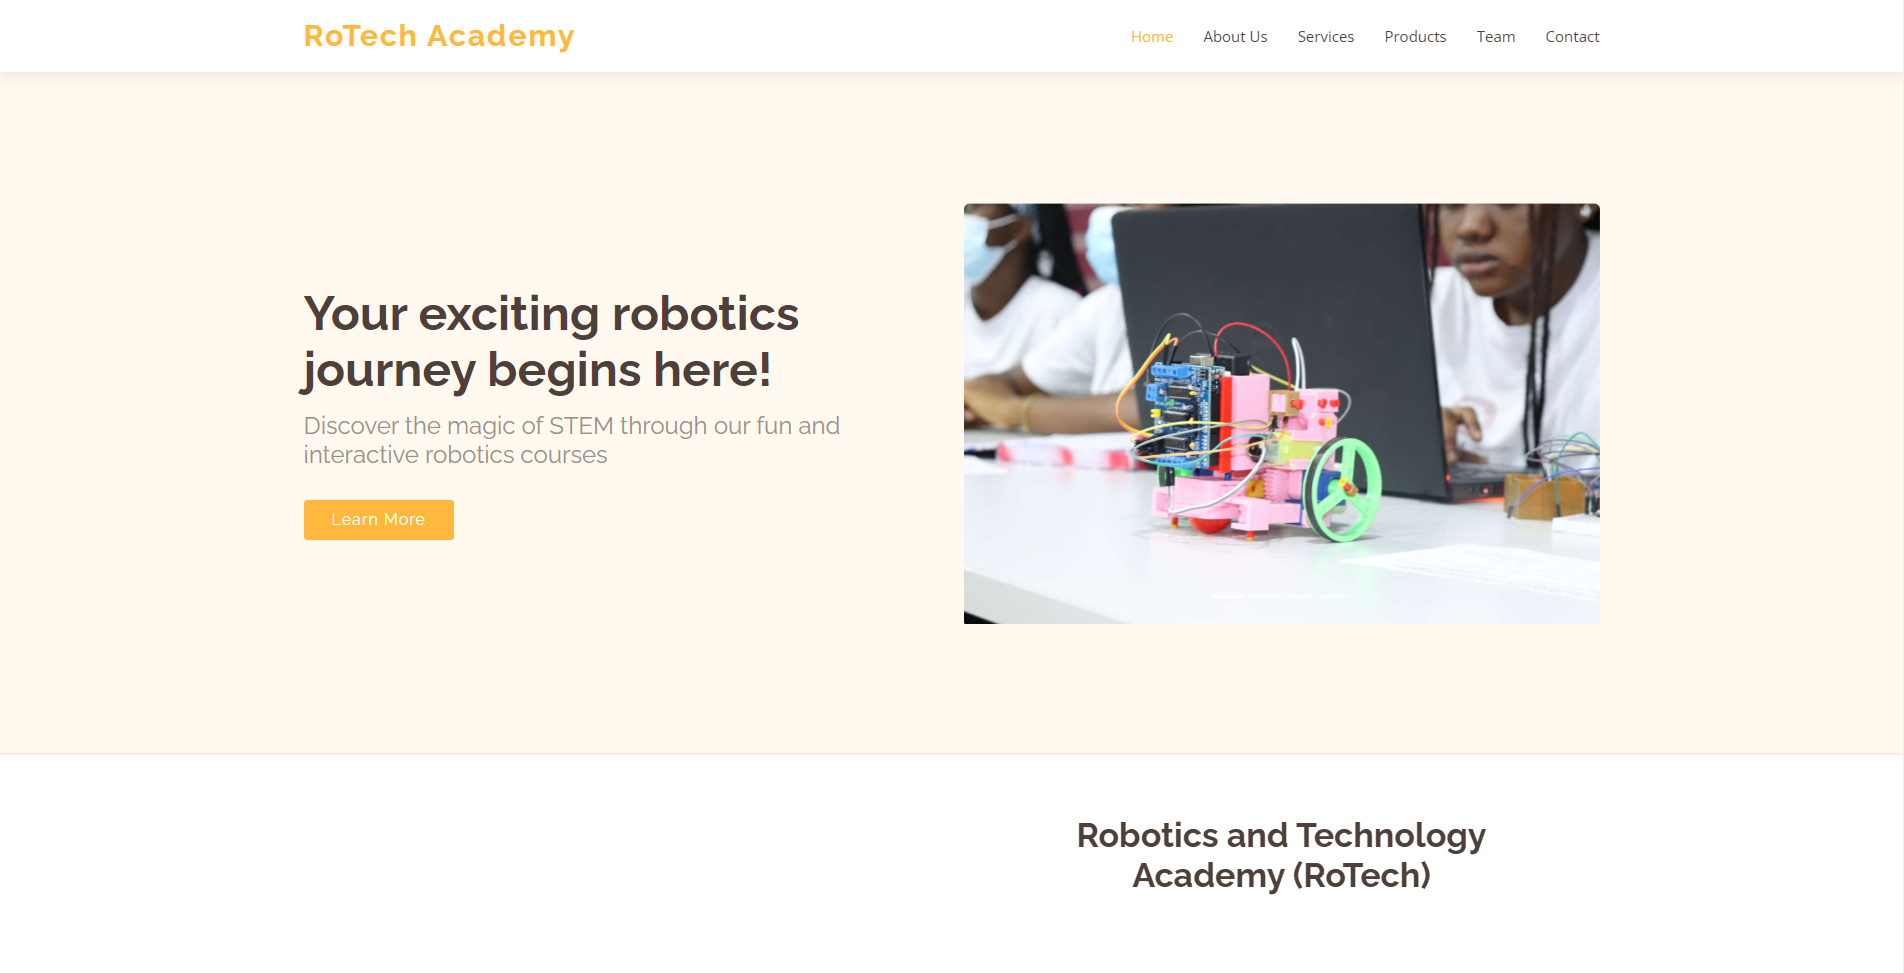 RoTech Academy
Home About Us Services Products Team Contact
Your exciting robotics
journey begins here!
Discover the magic of STEM through our fun and
interactive robotics courses
Learn More
Robotics and Technology
Academy (RoTech)